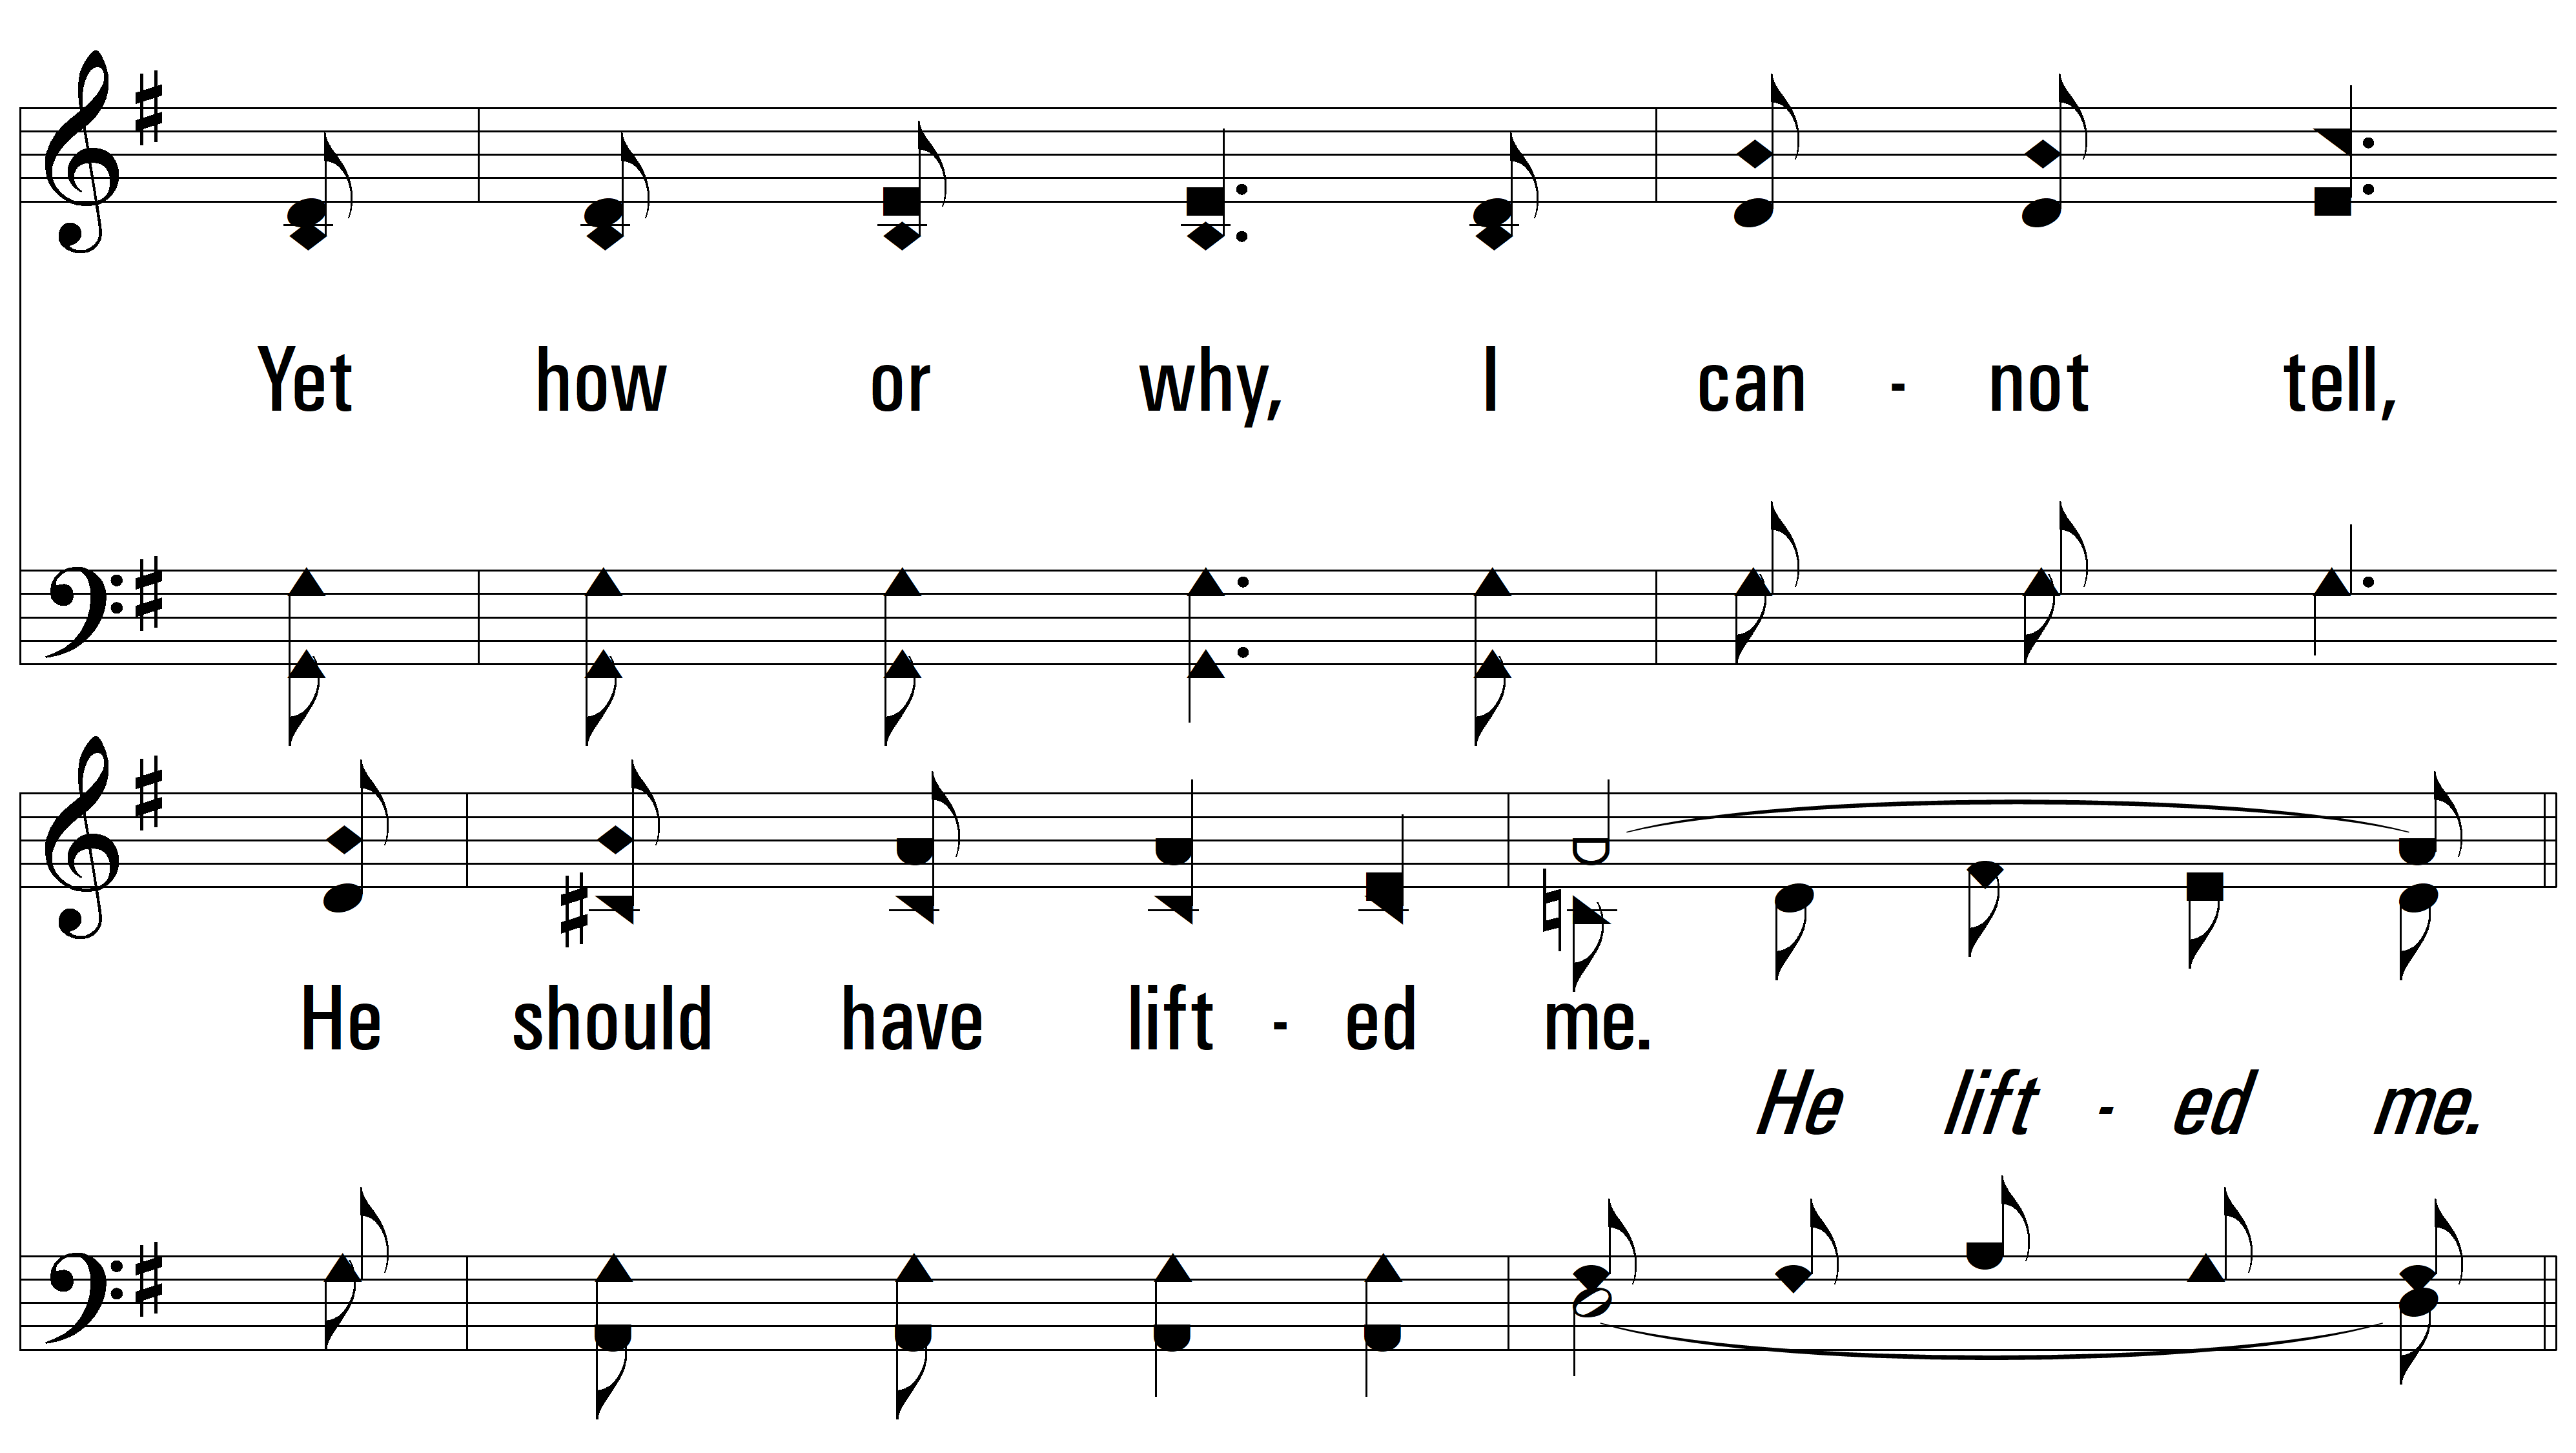 Yet how or why, I can - not tell,
He should have lift - ed me.
He lift - ed me.